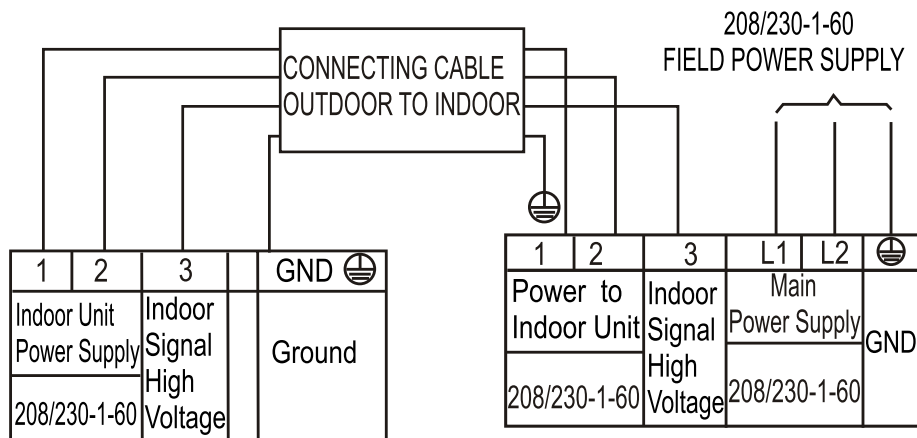 208/230-1-60
FIELD POWER SUPPLY
CONNECTING CABLE
OUTDOOR TO INDOOR
1 2 3 GND
Indoor Unit
Power Supply
208/230-1-60
Indoor
Signal
High
Voltage
Ground
1 2 3 L1 L2
Power to
Indoor Unit
208/230-1-60
Indoor
Signal
High
Voltage
Main
Power Supply
208/230-1-60
GND